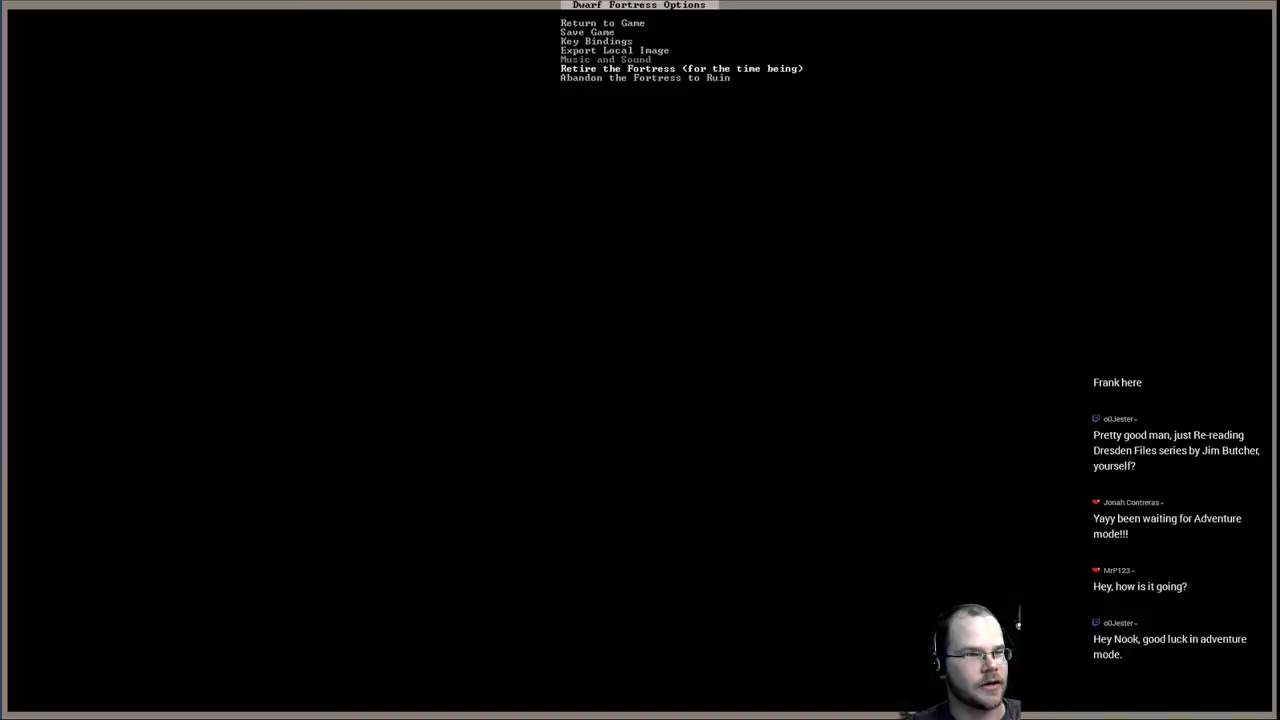 Dwarf Fortress Options
Return to Game
Save Game
Key Bindings
Export Local Image
Music and Sound
Retire the Fortress (for the time being)
Abandon the Fortress to Ruin
Frank here
o0Jester
Pretty good man, just Re-reading
Dresden Files series by Jim Butcher,
yourself?
Jonah Contreras
Yayy been waiting for Adventure
mode!!!
MrP123
Hey, how is it going?
o0Jester
Hey Nook, good luck in adventure
mode.